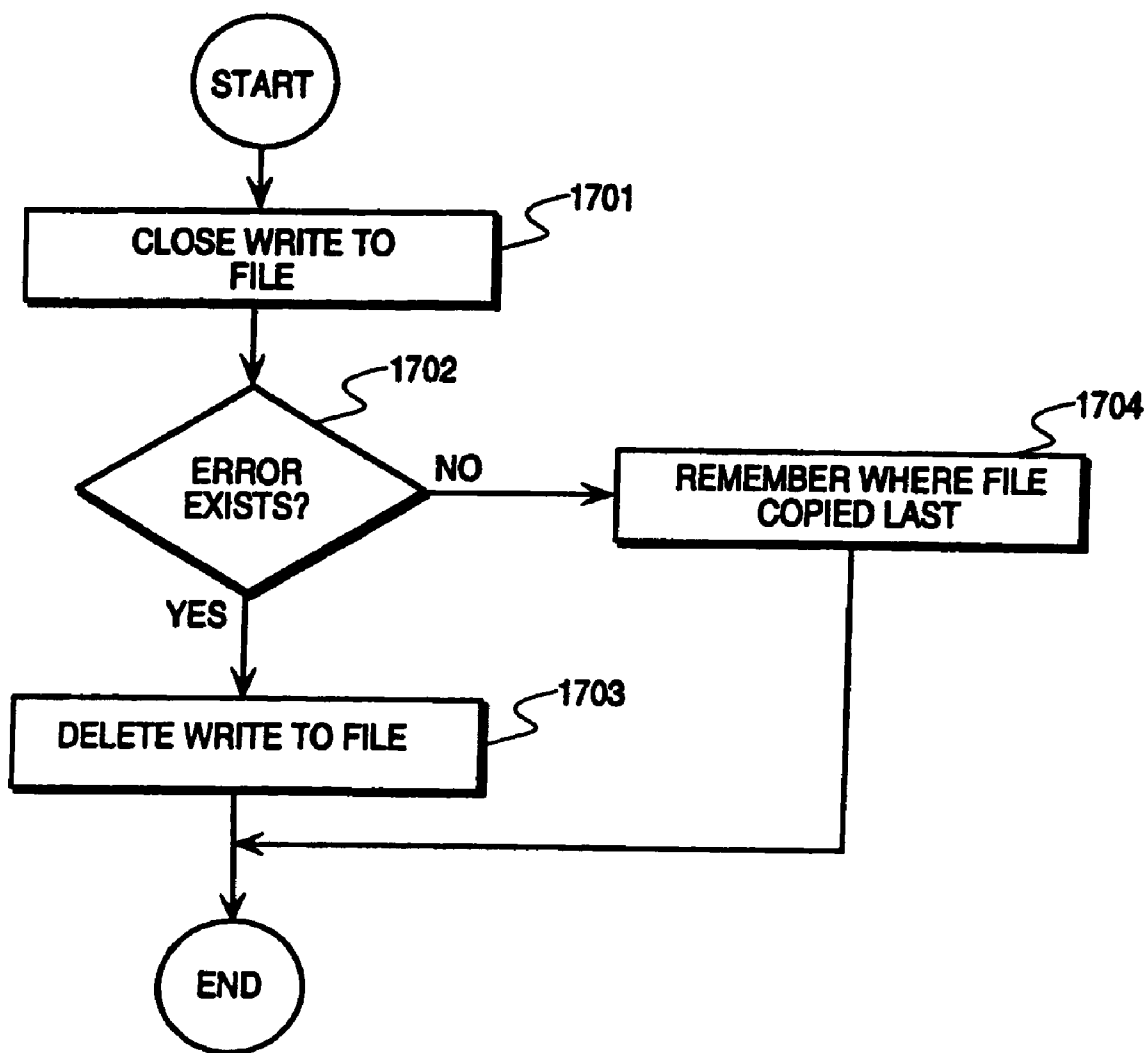 START
1701
CLOSE WRITE TO
FILE
1702
ERROR
EXISTS?
NO
1704
REMEMBER WHERE FILE
COPIED LAST
YES
1703
DELETE WRITE TO FILE
END